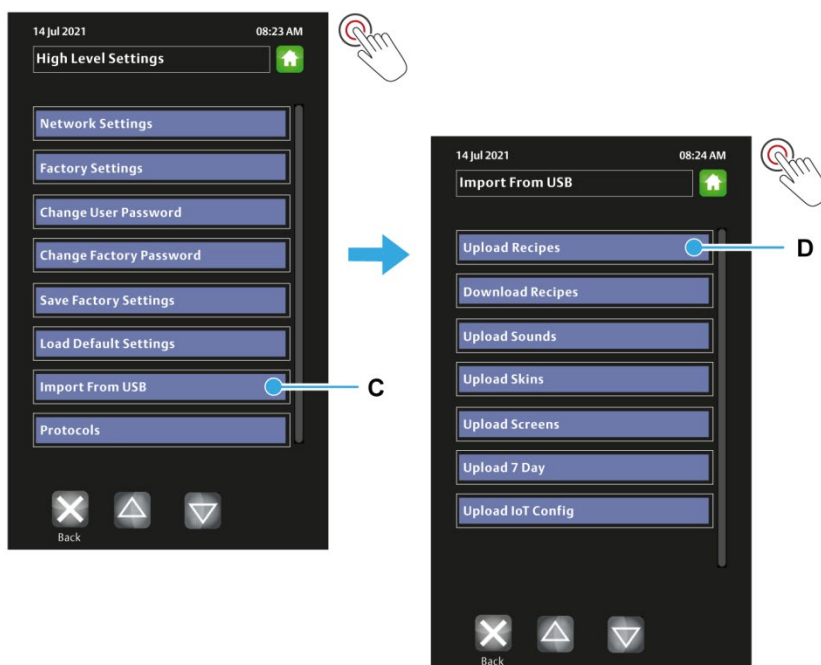 14 Jul 2021 08:23 AM
High Level Settings
Network Settings
Factory Settings
Change User Password
Change Factory Password
Save Factory Settings
Load Default Settings
Import From USB
C
Protocols
Back
14 Jul 2021 08:24 AM
Import From USB
Upload Recipes
D
Download Recipes
Upload Sounds
Upload Skins
Upload Screens
Upload 7 Day
Upload IoT Config
Back